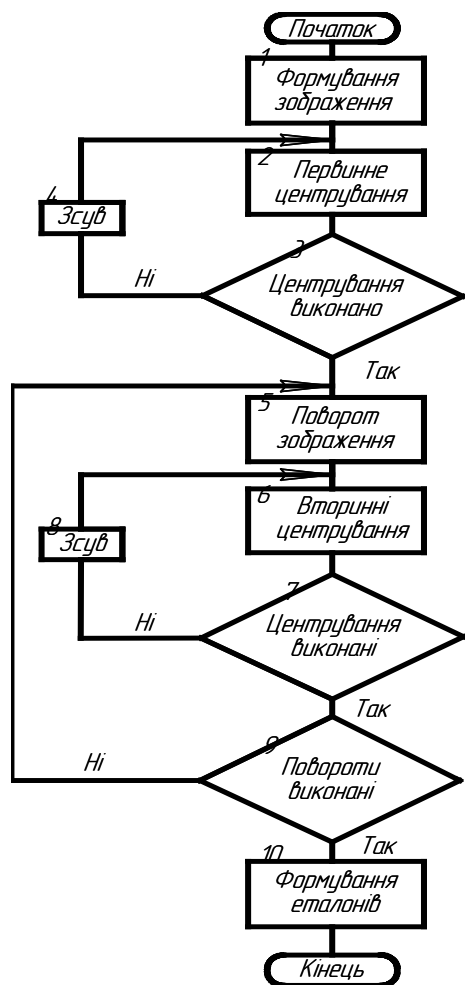 Початок
1
Формування
зображення
2
Первинне
центрування
4
Зсув
3
Центрування
виконано
Ні
Так
5
Поворот
зображення
6
Вторинні
центрування
8
Зсув
7
Центрування
виконані
Ні
Так
9
Повороти
виконані
Ні
Так
10
Формування
еталонів
Кінець